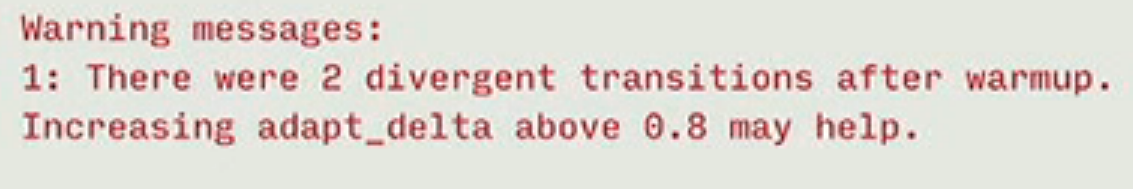 Warning messages:
1: There were 2 divergent transitions after warmup.
Increasing adapt_delta above 0.8 may help.